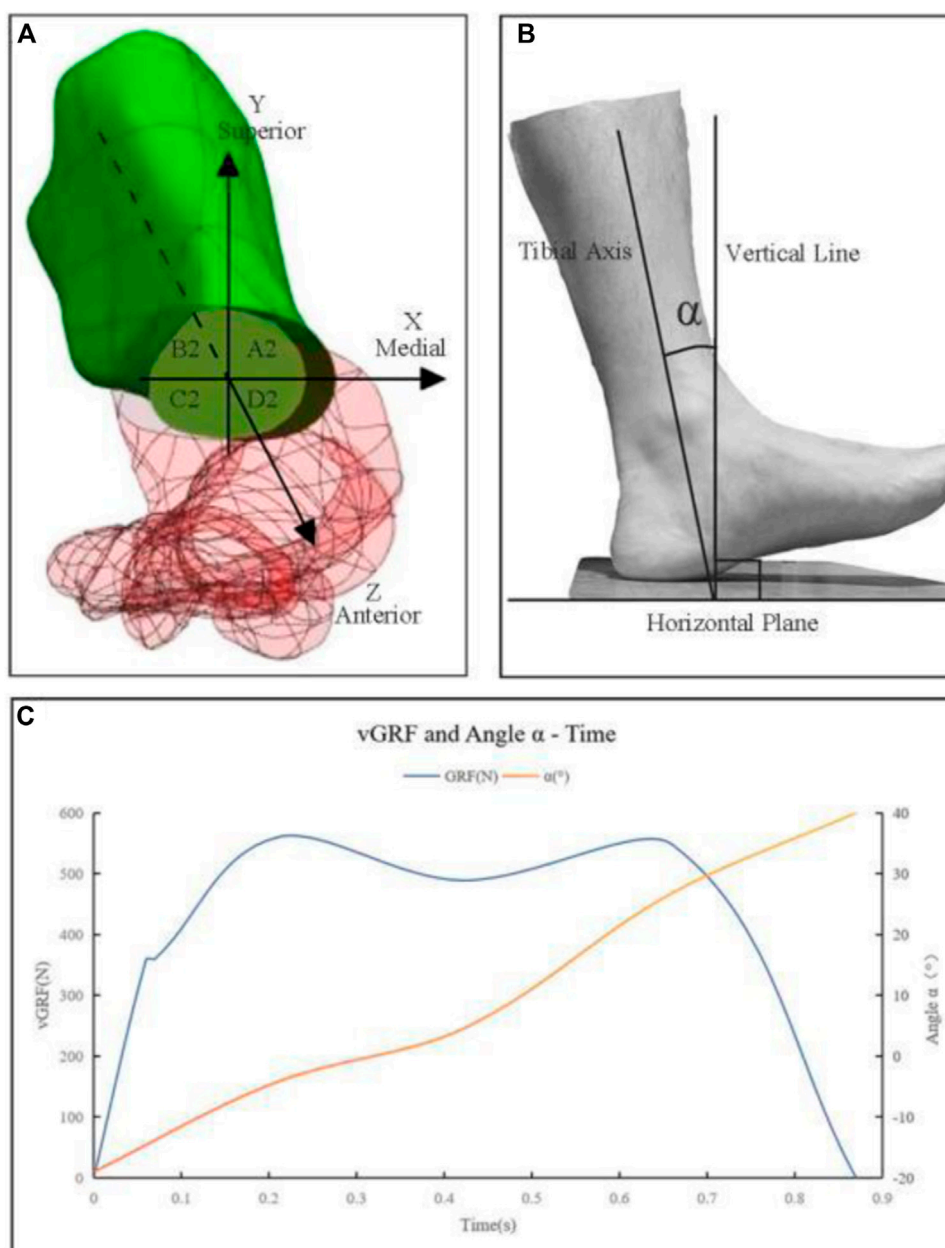 A
Y
Superior
X
Medial
B2 A2
C2 D2
Z
Anterior
B
Tibial Axis
Vertical Line
α
Horizontal Plane
C
vGRF and Angle α - Time
GRF(N) α(°)
600
500
400
300
200
100
0
vGRF(N)
40
30
20
10
0
-10
-20
Angle α (°)
0 0.1 0.2 0.3 0.4 0.5 0.6 0.7 0.8 0.9
Time(s)